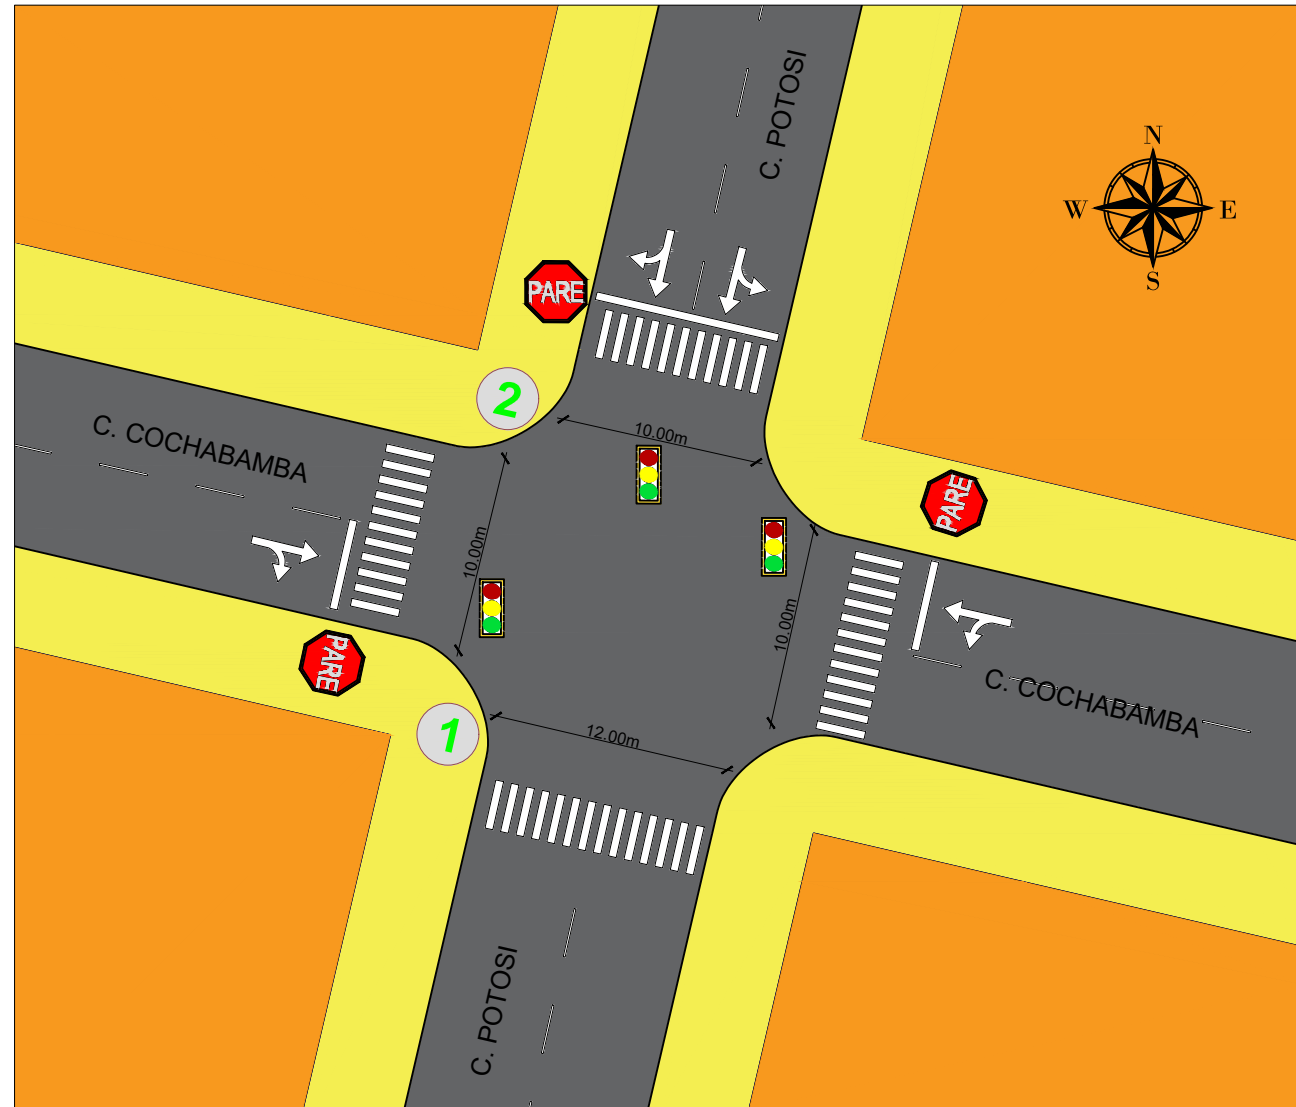 C. POTOSI
N
W
E
S
PARE
2
C. COCHABAMBA
10.00m
PARE
10.00m
10.00m
PARE
C. COCHABAMBA
1
12.00m
C. POTOSI